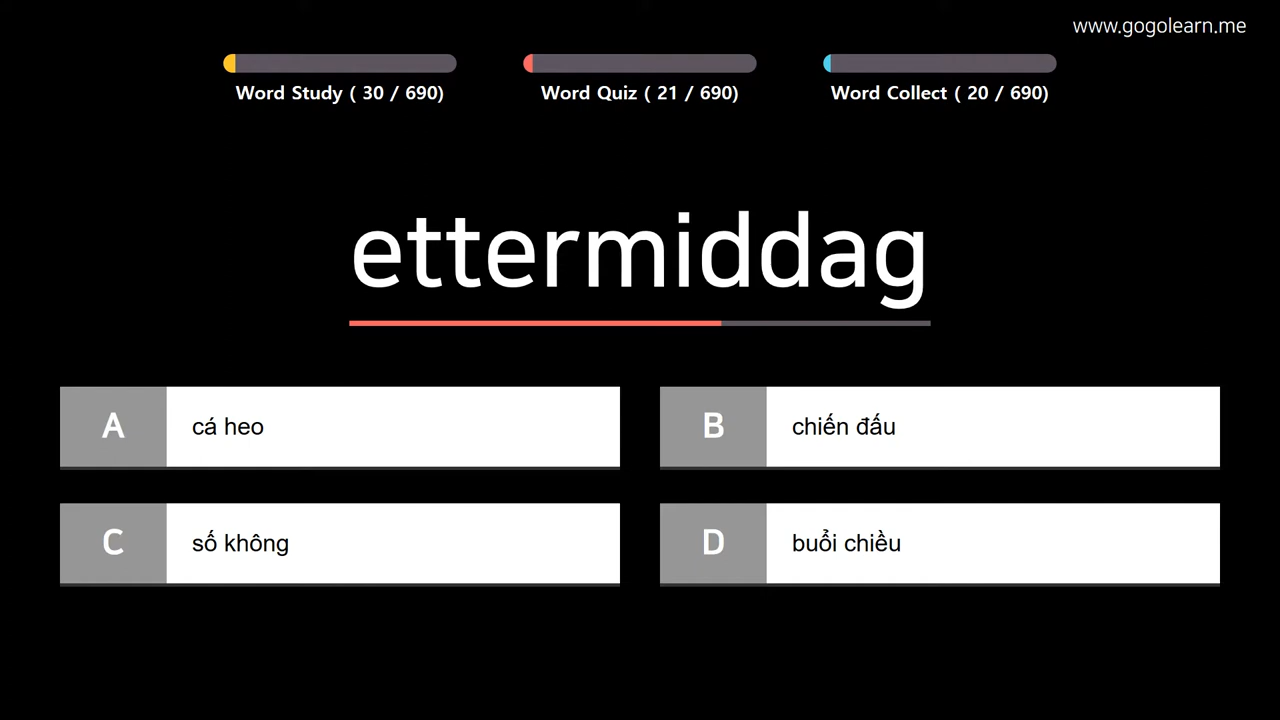 www.gogolearn.me
Word Study ( 30 / 690)
Word Quiz ( 21 / 690)
Word Collect ( 20 / 690)
ettermiddag
A cá heo
B chiến đấu
C số không
D buổi chiều